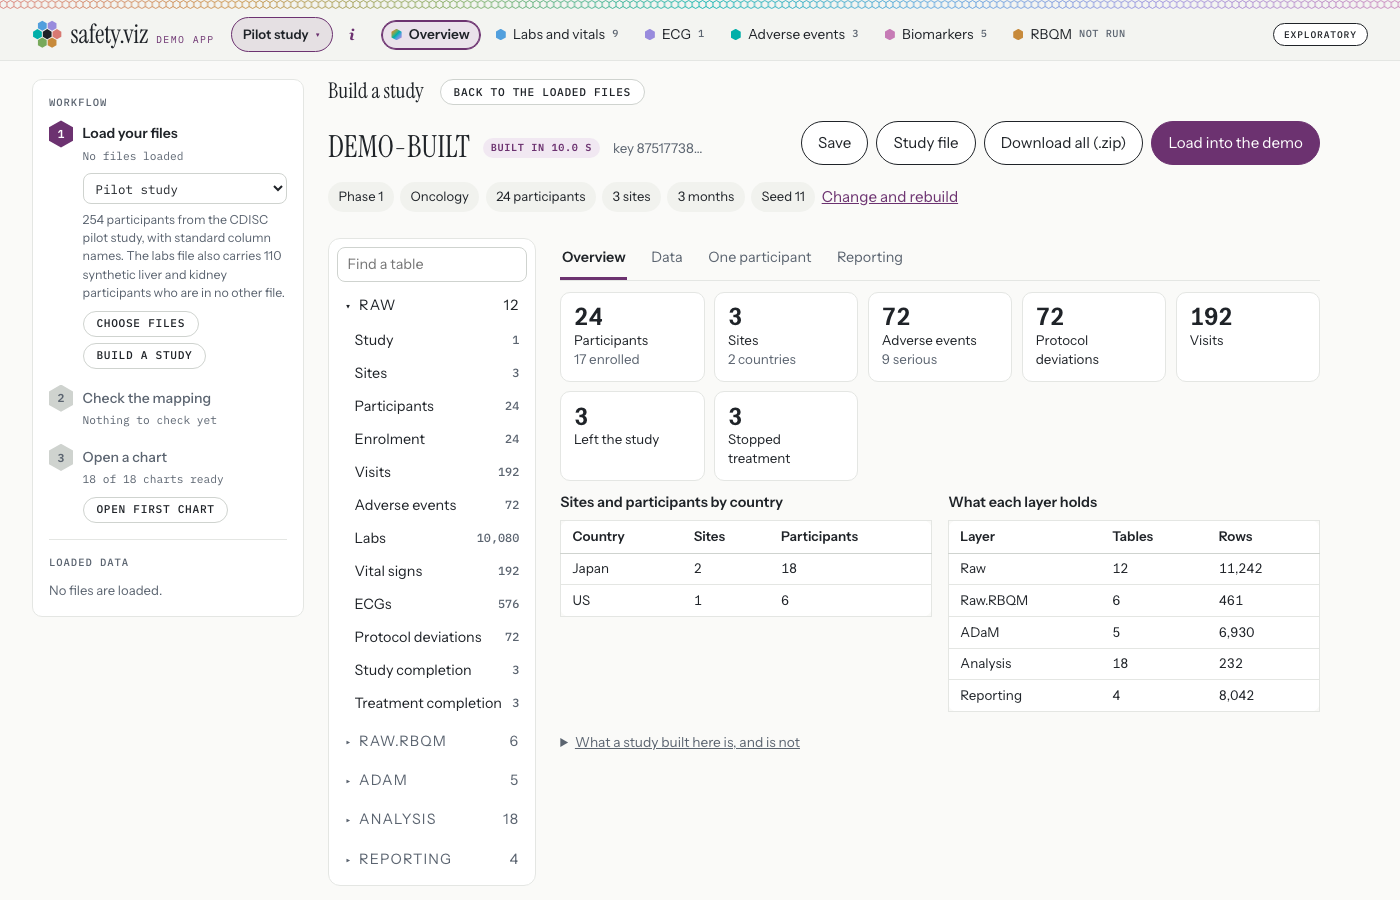 safety.viz DEMO APP
Pilot study
i
Overview
Labs and vitals 9
ECG 1
Adverse events 3
Biomarkers 5
RBQM NOT RUN
EXPLORATORY
WORKFLOW
1 Load your files
No files loaded
Pilot study
254 participants from the CDISC
pilot study, with standard column
names. The labs file also carries 110
synthetic liver and kidney
participants who are in no other file.
CHOOSE FILES
BUILD A STUDY
2 Check the mapping
Nothing to check yet
3 Open a chart
18 of 18 charts ready
OPEN FIRST CHART
LOADED DATA
No files are loaded.
Build a study
BACK TO THE LOADED FILES
DEMO-BUILT
BUILT IN 10.0 S
key 87517738...
Save
Study file
Download all (.zip)
Load into the demo
Phase 1
Oncology
24 participants
3 sites
3 months
Seed 11
Change and rebuild
Find a table
RAW 12
Study 1
Sites 3
Participants 24
Enrolment 24
Visits 192
Adverse events 72
Labs 10,080
Vital signs 192
ECGs 576
Protocol deviations 72
Study completion 3
Treatment completion 3
RAW.RBQM 6
ADAM 5
ANALYSIS 18
REPORTING 4
Overview
Data
One participant
Reporting
24
Participants
17 enrolled
3
Sites
2 countries
72
Adverse events
9 serious
72
Protocol
deviations
192
Visits
3
Left the study
3
Stopped
treatment
Sites and participants by country
Country Sites Participants
Japan 2 18
US 1 6
What each layer holds
Layer Tables Rows
Raw 12 11,242
Raw.RBQM 6 461
ADaM 5 6,930
Analysis 18 232
Reporting 4 8,042
What a study built here is, and is not